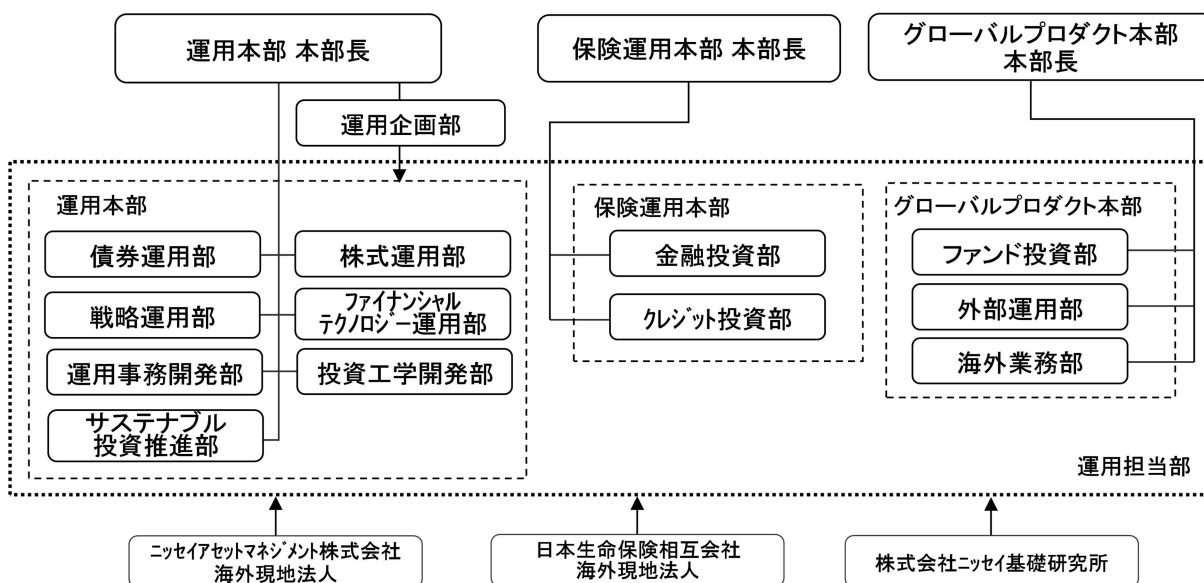 運用本部 本部長
保険運用本部 本部長
グローバルプロダクト本部
本部長
運用企画部
運用本部
債券運用部
株式運用部
戦略運用部
ファイナンシャル
テクノロジー運用部
運用事務開発部
投資工学開発部
サステナブル
投資推進部
保険運用本部
金融投資部
クレジット投資部
グローバルプロダクト本部
ファンド投資部
外部運用部
海外業務部
運用担当部
ニッセイアセットマネジメント株式会社
海外現地法人
日本生命保険相互会社
海外現地法人
株式会社ニッセイ基礎研究所